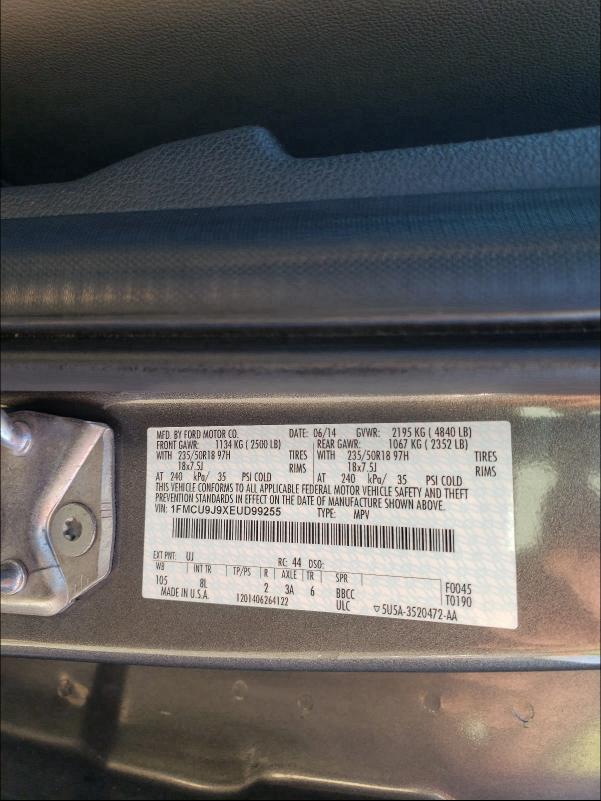 MFD. BY FORD MOTOR CO. DATE: 06/14 GVWR: 2195 KG ( 4840 LB)
FRONT GAWR: 1134 KG ( 2500 LB) REAR GAWR: 1067 KG ( 2352 LB)
WITH 235/50R18 97H TIRES WITH 235/50R18 97H TIRES
18x7.5J RIMS 18x7.5J RIMS
AT 240 kPa/ 35 PSI COLD AT 240 kPa/ 35 PSI COLD
THIS VEHICLE CONFORMS TO ALL APPLICABLE FEDERAL MOTOR VEHICLE SAFETY AND THEFT
PREVENTION STANDARDS IN EFFECT ON THE DATE OF MANUFACTURE SHOWN ABOVE.
VIN: 1FMCU9J9XEUD99255 TYPE: MPV
EXT PNT: UJ RC: 44 DSO:
WB INT TR TP/PS R AXLE TR SPR F0045
105 8L 2 3A 6 BBCC T0190
MADE IN U.S.A. 1201406264122 ULC ▽5U5A-3520472-AA